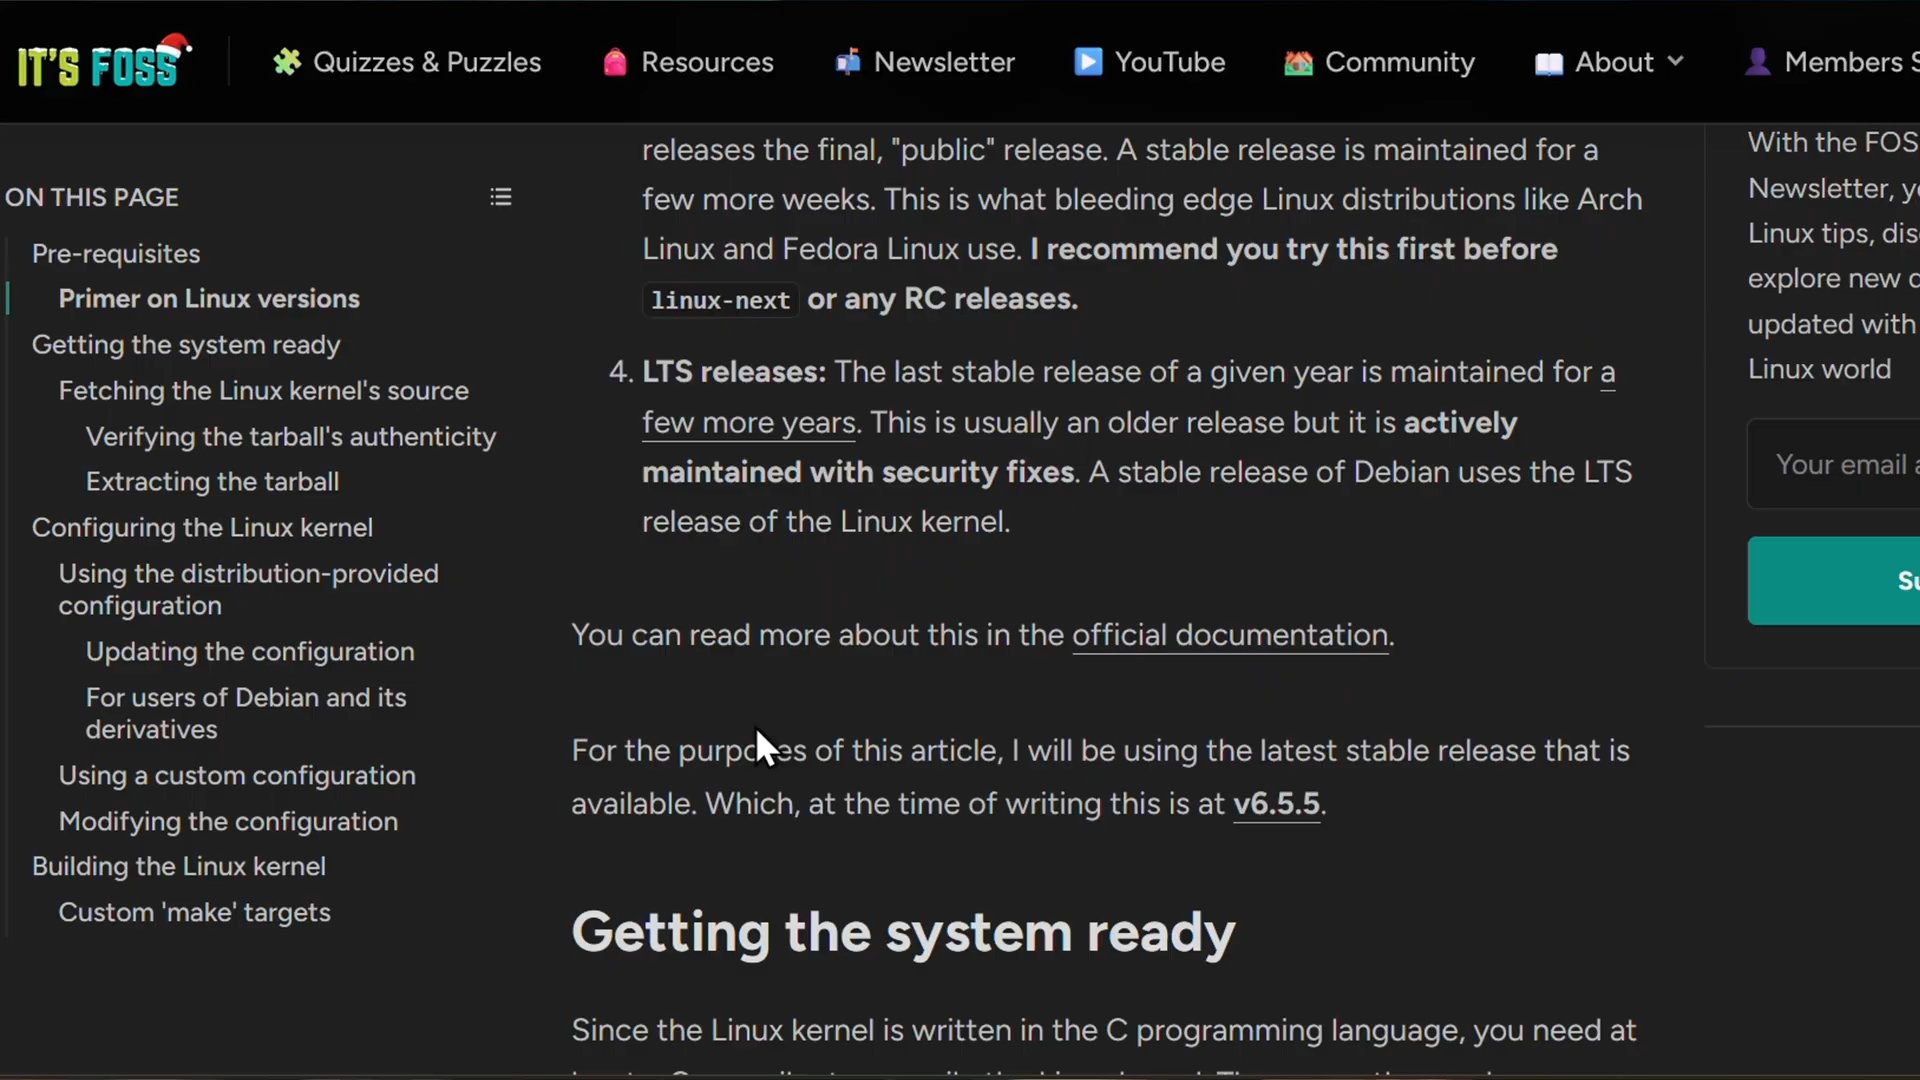 IT'S FOSS
Quizzes & Puzzles
Resources
Newsletter
YouTube
Community
About
Members S
ON THIS PAGE
Pre-requisites
Primer on Linux versions
Getting the system ready
Fetching the Linux kernel's source
Verifying the tarball's authenticity
Extracting the tarball
Configuring the Linux kernel
Using the distribution-provided
configuration
Updating the configuration
For users of Debian and its
derivatives
Using a custom configuration
Modifying the configuration
Building the Linux kernel
Custom 'make' targets
releases the final, "public" release. A stable release is maintained for a
few more weeks. This is what bleeding edge Linux distributions like Arch
Linux and Fedora Linux use. I recommend you try this first before
linux-next or any RC releases.
4. LTS releases: The last stable release of a given year is maintained for a
few more years. This is usually an older release but it is actively
maintained with security fixes. A stable release of Debian uses the LTS
release of the Linux kernel.
You can read more about this in the official documentation.
For the purposes of this article, I will be using the latest stable release that is
available. Which, at the time of writing this is at v6.5.5.
Getting the system ready
Since the Linux kernel is written in the C programming language, you need at
With the FOS
Newsletter, y
Linux tips, dis
explore new
updated with
Linux world
Your email a
Su